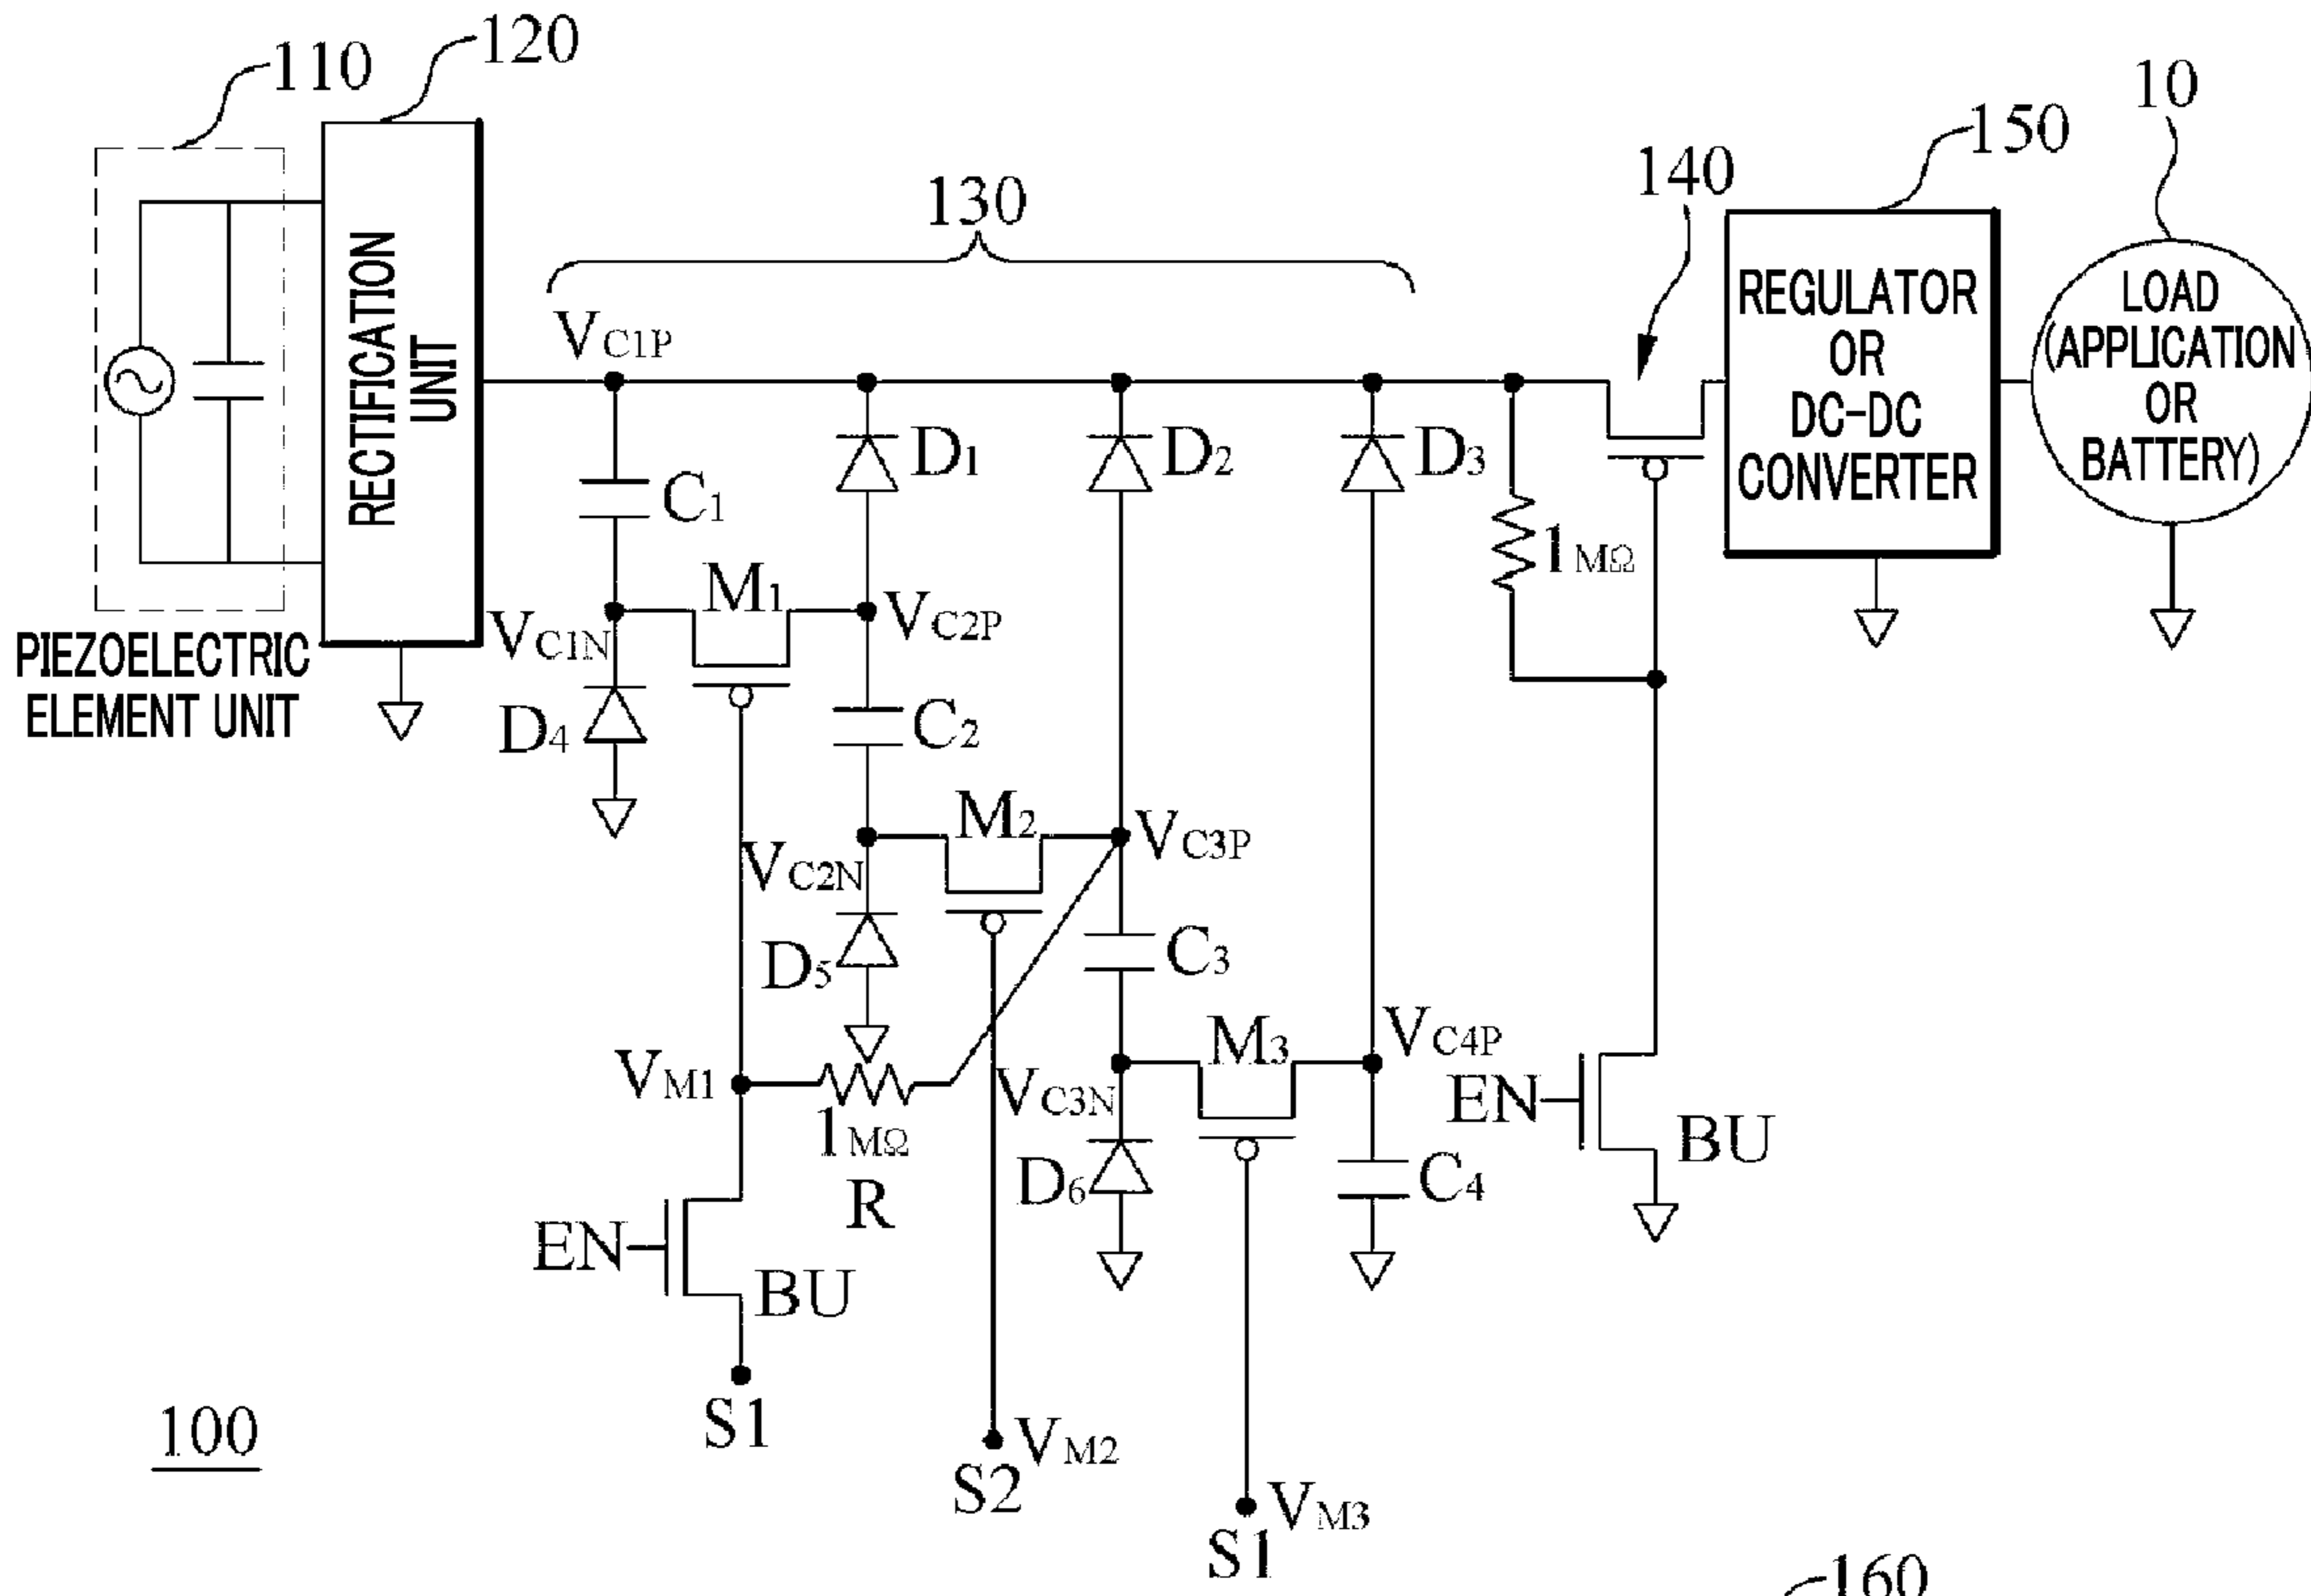 110
120
130
140
150
10
PIEZOELECTRIC
ELEMENT UNIT
RECTIFICATION
UNIT
REGULATOR
OR
DC-DC
CONVERTER
LOAD
(APPLICATION
OR
BATTERY)
VC1P
C1
D1
D2
D3
1MΩ
VC1N
M1
VC2P
D4
C2
VC2N
M2
VC3P
D5
C3
VM1
1MΩ
R
VC3N
M3
VC4P
D6
C4
EN
BU
EN
BU
S1
VM2
S2
VM3
S1
100
160